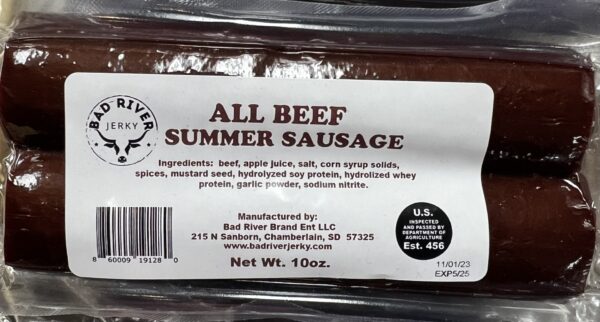 BAD RIVER
JERKY
ALL BEEF
SUMMER SAUSAGE
Ingredients: beef, apple juice, salt, corn syrup solids,
spices, mustard seed, hydrolyzed soy protein, hydrolized whey
protein, garlic powder, sodium nitrite.
Manufactured by:
Bad River Brand Ent LLC
215 N Sanborn, Chamberlain, SD 57325
www.badriverjerky.com
Net Wt. 10oz.
8 60009 19128 0
U.S.
INSPECTED
AND PASSED BY
DEPARTMENT OF
AGRICULTURE
Est. 456
11/01/23
EXP5/25